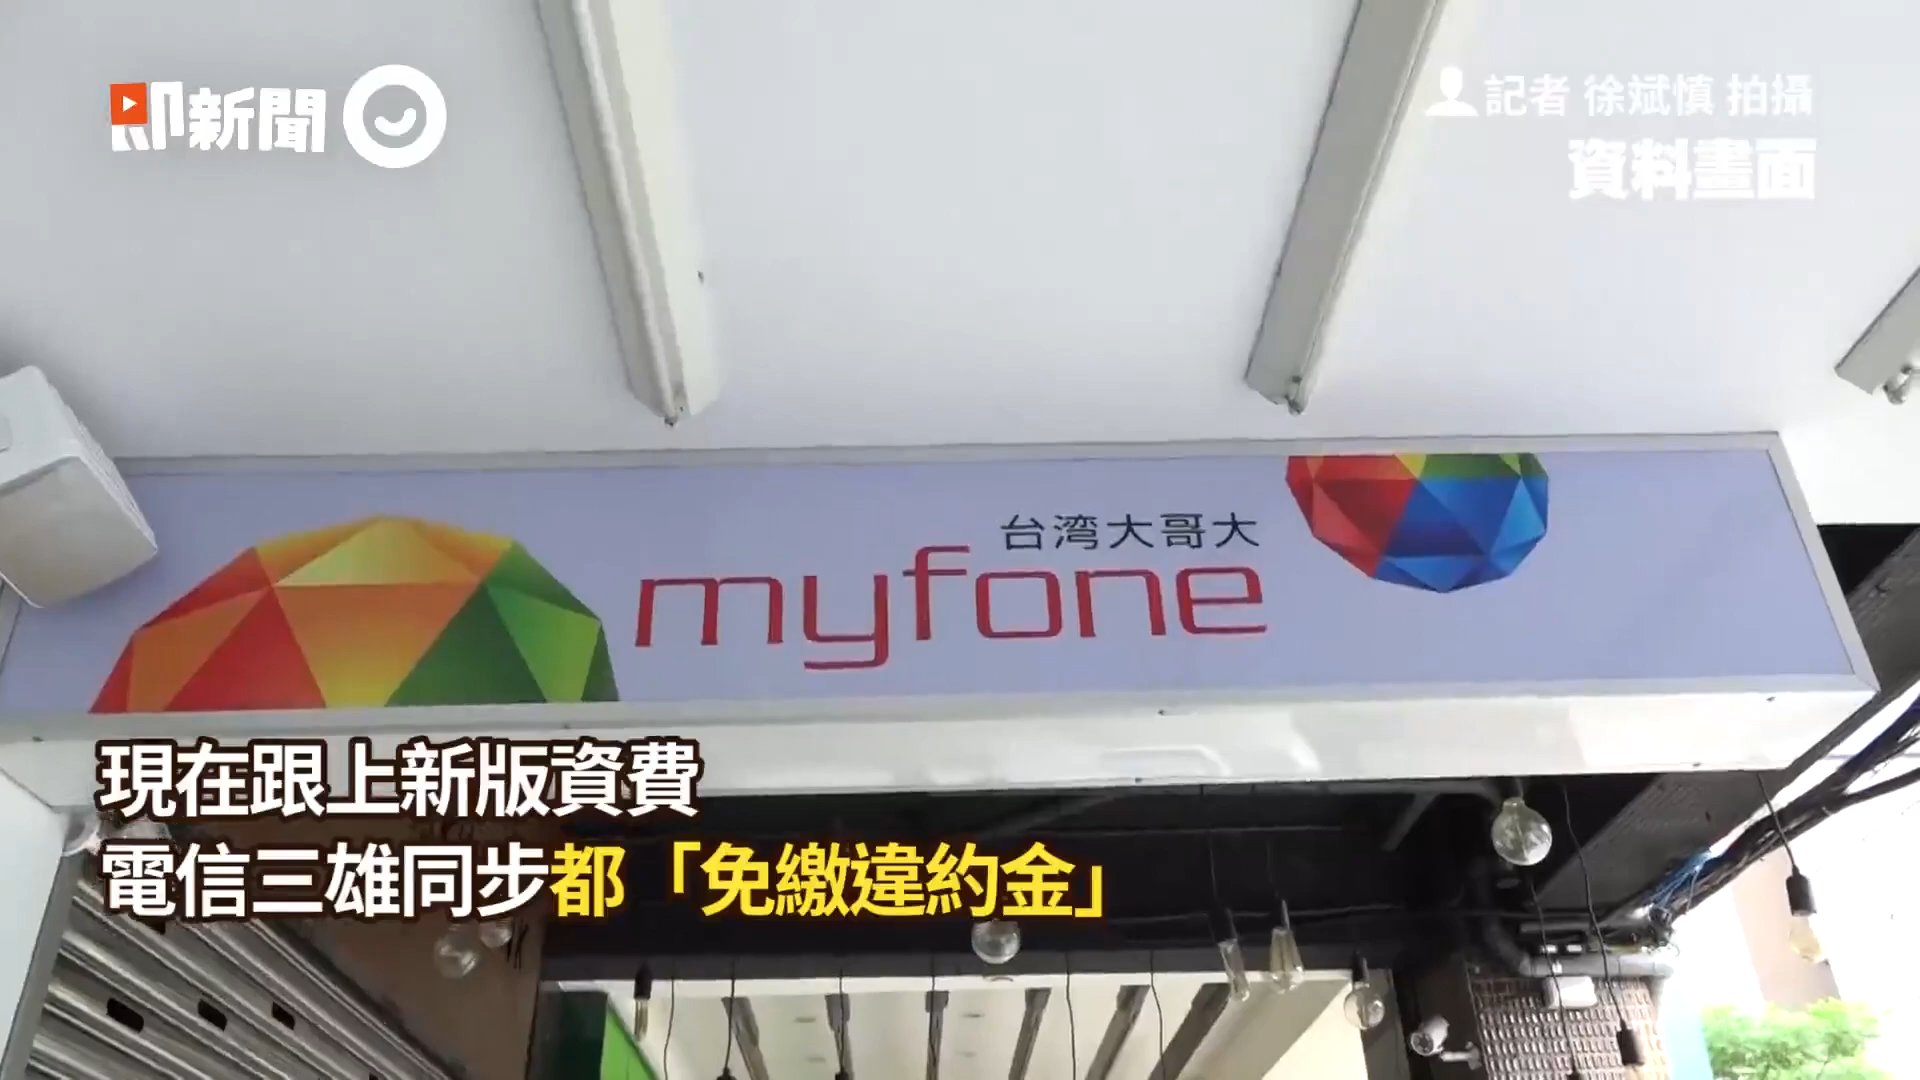 即新聞
記者 徐斌慎 拍攝
資料畫面
台湾大哥大
myfone
現在跟上新版資費
電信三雄同步都「免繳違約金」